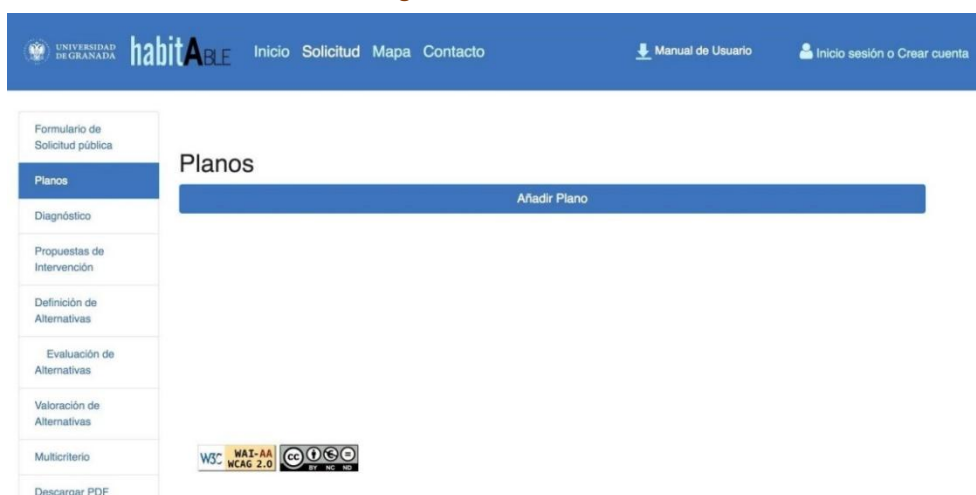 UNIVERSIDAD
DE GRANADA
habitABLE
Inicio Solicitud Mapa Contacto
Manual de Usuario
Inicio sesión o Crear cuenta
Formulario de
Solicitud pública
Planos
Diagnóstico
Propuestas de
Intervención
Definición de
Alternativas
Evaluación de
Alternativas
Valoración de
Alternativas
Multicriterio
Descargar PDF
Planos
Añadir Plano
W3C WAI-AA
WCAG 2.0
cc
BY NC ND